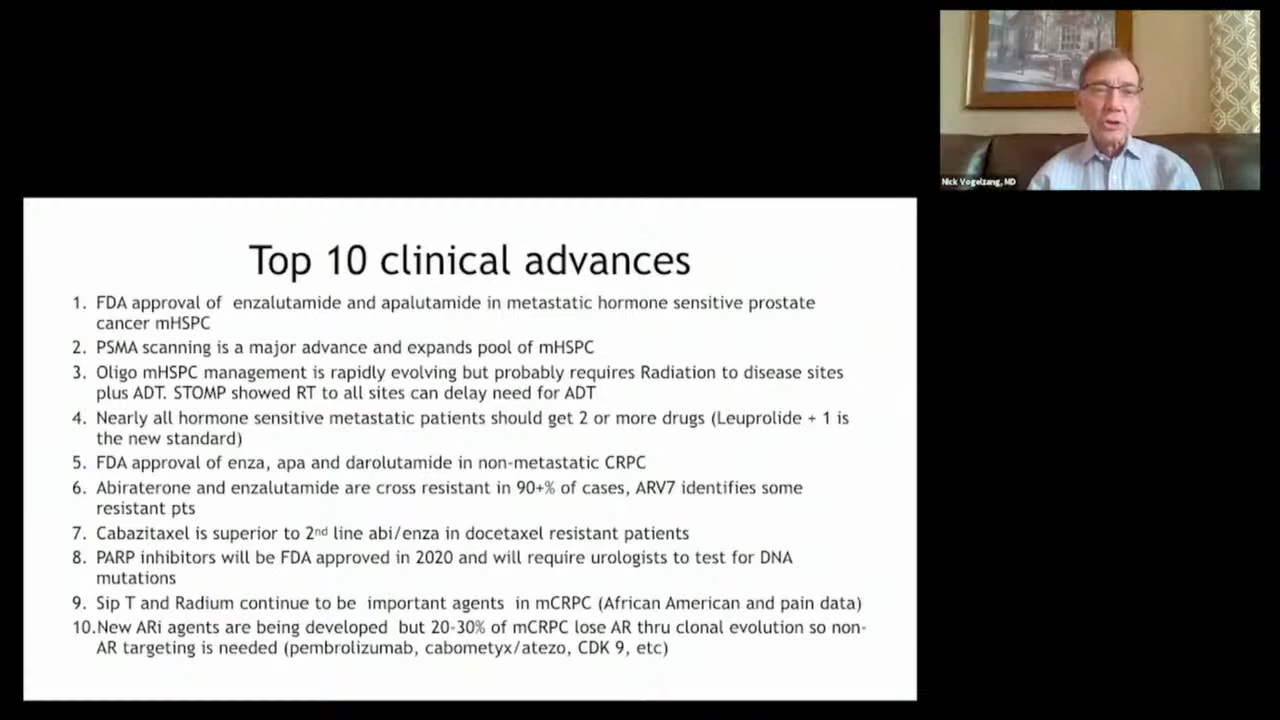 Nick Vogelzang, MD
Top 10 clinical advances
1. FDA approval of enzalutamide and apalutamide in metastatic hormone sensitive prostate
cancer mHSPC
2. PSMA scanning is a major advance and expands pool of mHSPC
3. Oligo mHSPC management is rapidly evolving but probably requires Radiation to disease sites
plus ADT. STOMP showed RT to all sites can delay need for ADT
4. Nearly all hormone sensitive metastatic patients should get 2 or more drugs (Leuprolide + 1 is
the new standard)
5. FDA approval of enza, apa and darolutamide in non-metastatic CRPC
6. Abiraterone and enzalutamide are cross resistant in 90+% of cases, ARV7 identifies some
resistant pts
7. Cabazitaxel is superior to 2nd line abi/enza in docetaxel resistant patients
8. PARP inhibitors will be FDA approved in 2020 and will require urologists to test for DNA
mutations
9. Sip T and Radium continue to be important agents in mCRPC (African American and pain data)
10.New ARi agents are being developed but 20-30% of mCRPC lose AR thru clonal evolution so non-
AR targeting is needed (pembrolizumab, cabometyx/atezo, CDK 9, etc)